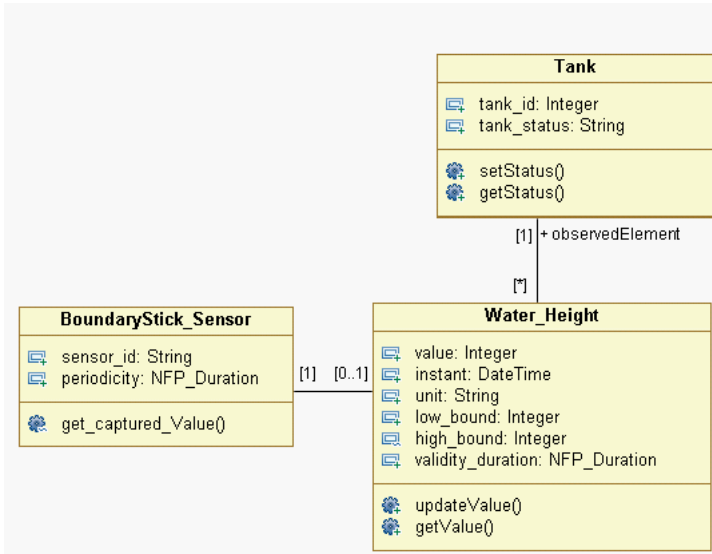 Tank
tank_id: Integer
tank_status: String
setStatus()
getStatus()
[1] + observedElement
[*]
BoundaryStick_Sensor
sensor_id: String
periodicity: NFP_Duration
get_captured_Value()
[1] [0..1]
Water_Height
value: Integer
instant: DateTime
unit: String
low_bound: Integer
high_bound: Integer
validity_duration: NFP_Duration
updateValue()
getValue()